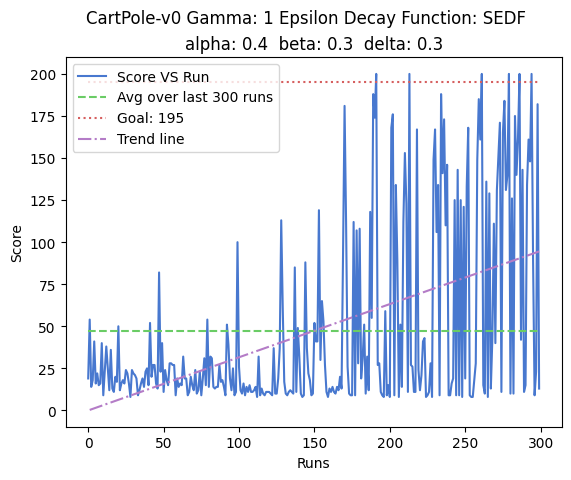 CartPole-v0 Gamma: 1 Epsilon Decay Function: SEDF
alpha: 0.4 beta: 0.3 delta: 0.3
Score VS Run
Avg over last 300 runs
Goal: 195
Trend line
Score
200
175
150
125
100
75
50
25
0
0
50
100
150
200
250
300
Runs